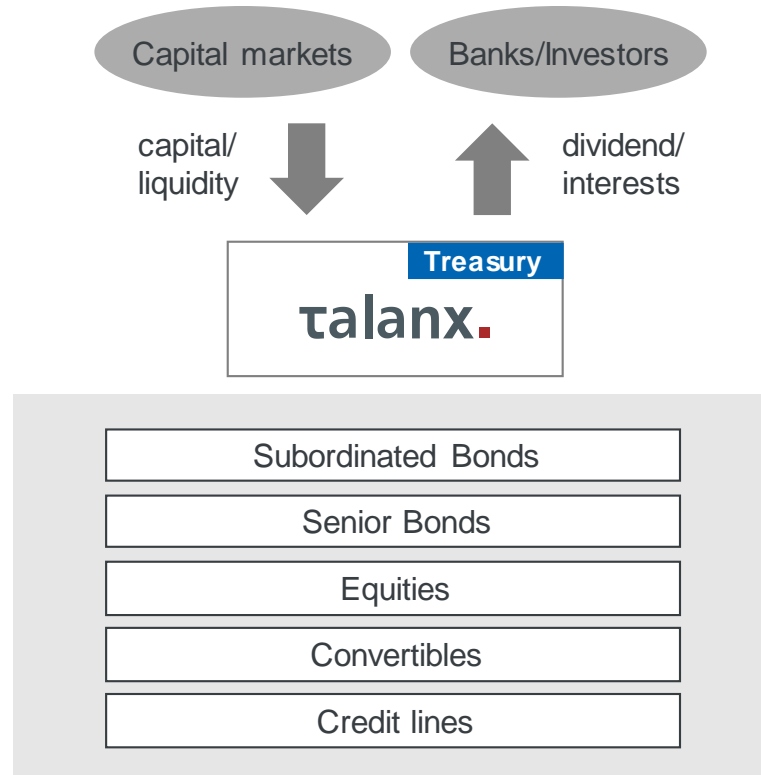 Capital markets
Banks/Investors
capital/
liquidity
dividend/
interests
Treasury
talanx.
Subordinated Bonds
Senior Bonds
Equities
Convertibles
Credit lines